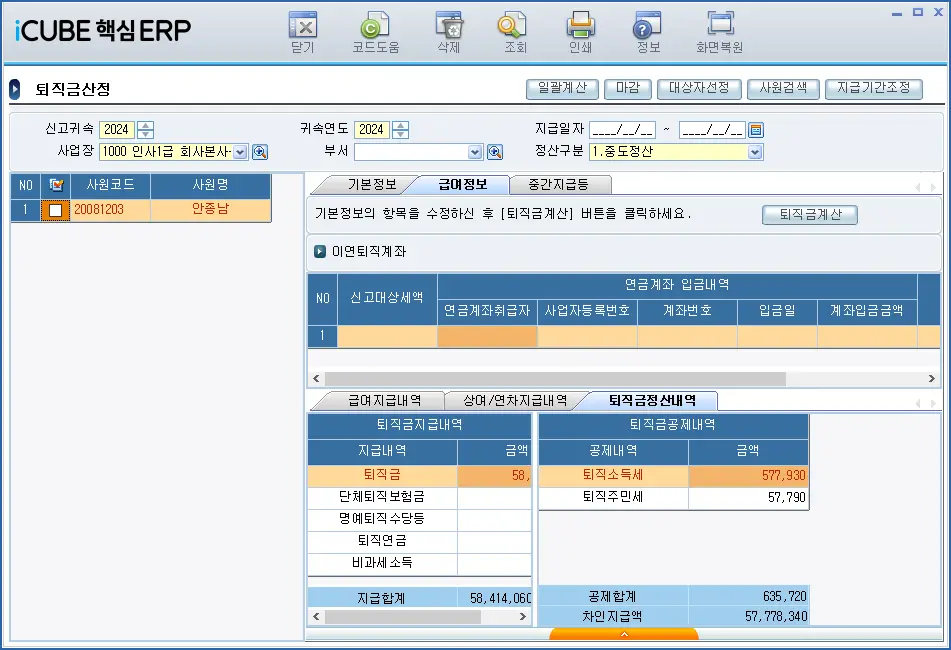 iCUBE 핵심ERP
닫기 코드도움 삭제 조회 인쇄 정보 화면복원
퇴직금산정
일괄계산 마감 대상자선정 사원검색 지급기간조정
신고귀속 2024 귀속연도 2024 지급일자 ____/__/__ ~ ____/__/__
사업장 1000 인사1급 회사본사 부서 정산구분 1.중도정산
NO 사원코드 사원명
1 20081203 안종남
기본정보 급여정보 중간지급등
기본정보의 항목을 수정하신 후 [퇴직금계산] 버튼을 클릭하세요. 퇴직금계산
이연퇴직계좌
NO 신고대상세액 연금계좌 입금내역
연금계좌취급자 사업자등록번호 계좌번호 입금일 계좌입금금액
1
급여지급내역 상여/연차지급내역 퇴직금정산내역
퇴직금지급내역 퇴직금공제내역
지급내역 금액 공제내역 금액
퇴직금 58, 퇴직소득세 577,930
단체퇴직보험금 퇴직주민세 57,790
명예퇴직수당등
퇴직연금
비과세소득
지급합계 58,414,060 공제합계 635,720
차인지급액 57,778,340